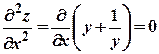 ∂²z/∂x² = ∂/∂x (y + 1/y) = 0